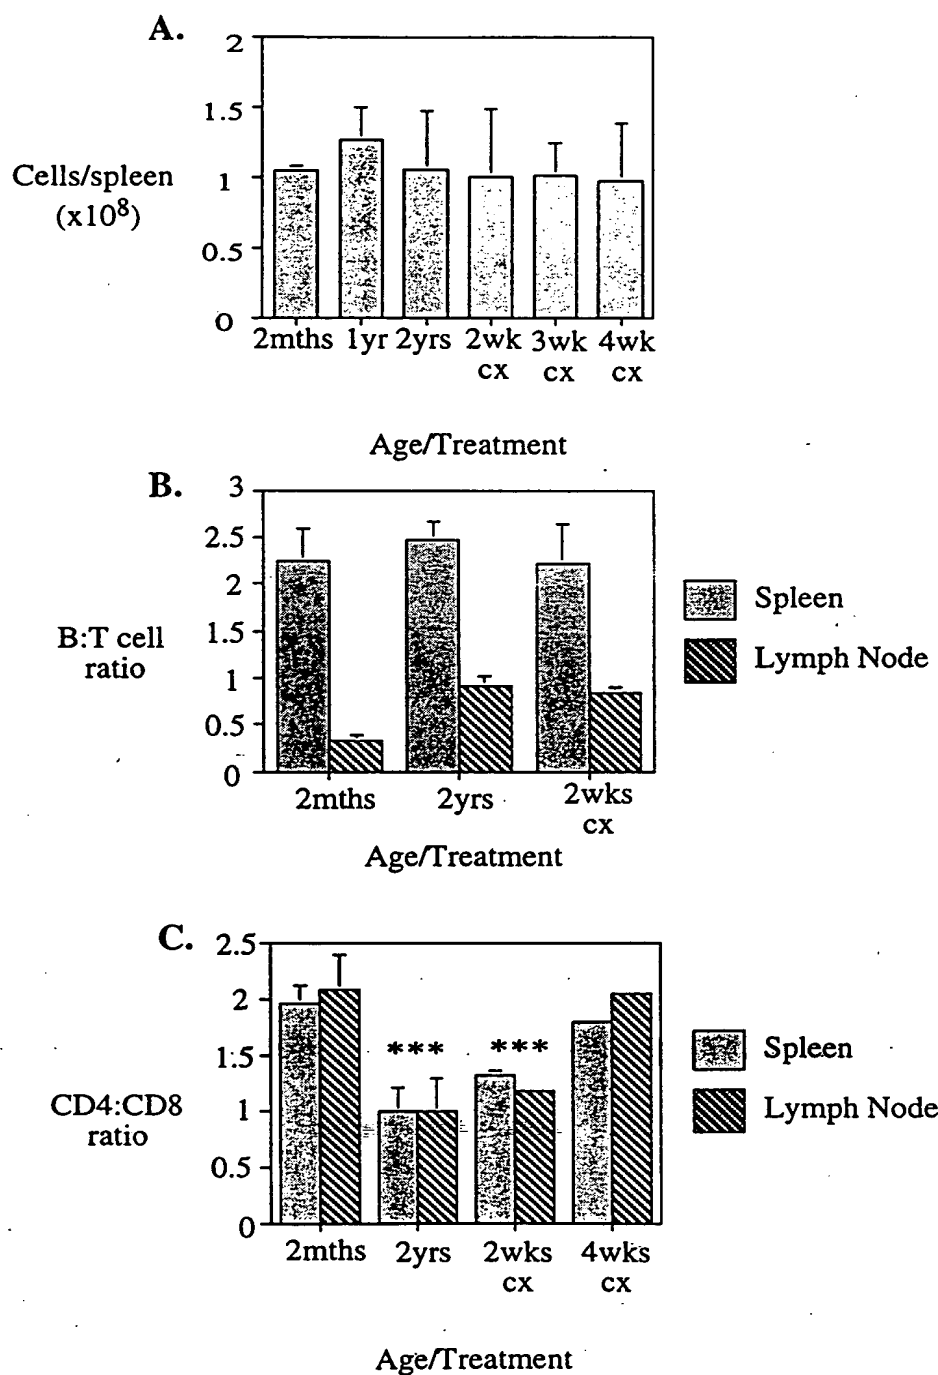 A.
2
1.5
1
0.5
0
Cells/spleen
(x10⁸)
2mths 1yr 2yrs 2wk 3wk 4wk
cx cx cx
Age/Treatment
B.
3
2.5
2
1.5
1
0.5
0
B:T cell
ratio
Spleen
Lymph Node
2mths 2yrs 2wks
cx
Age/Treatment
C.
2.5
2
1.5
1
0.5
0
*** ***
CD4:CD8
ratio
Spleen
Lymph Node
2mths 2yrs 2wks 4wks
cx cx
Age/Treatment